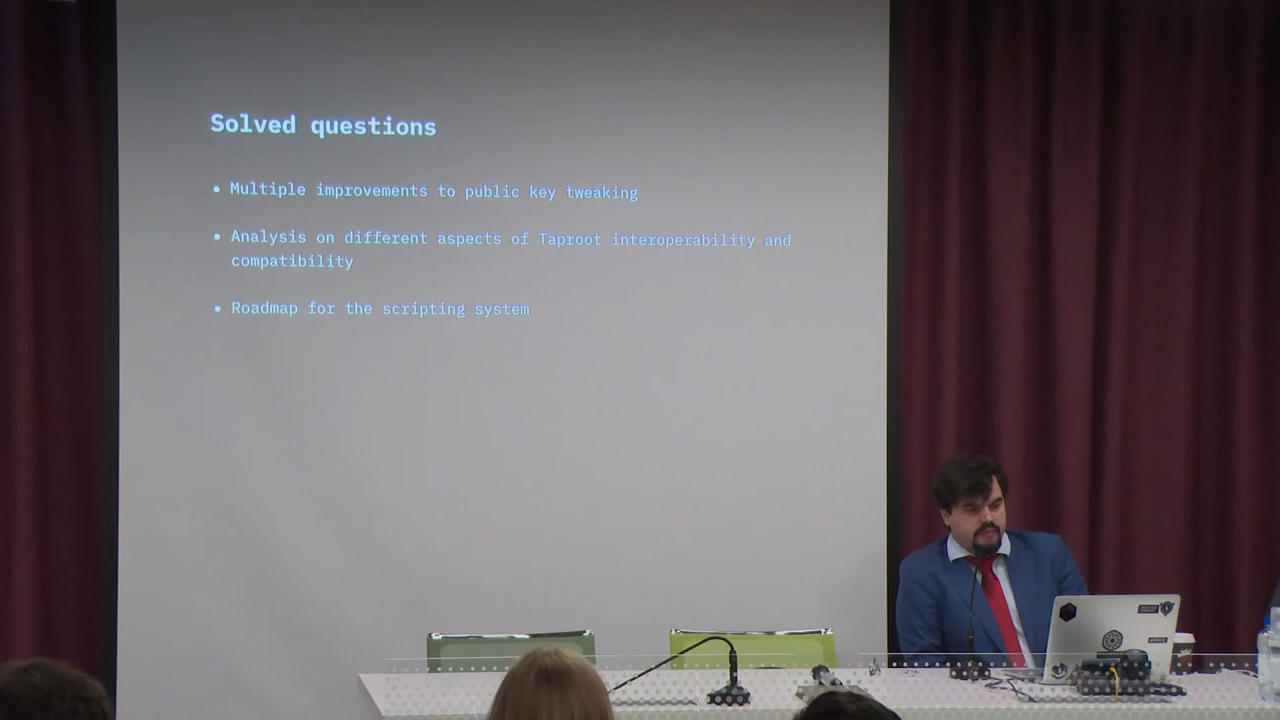 Solved questions
• Multiple improvements to public key tweaking
• Analysis on different aspects of Taproot interoperability and
compatibility
• Roadmap for the scripting system